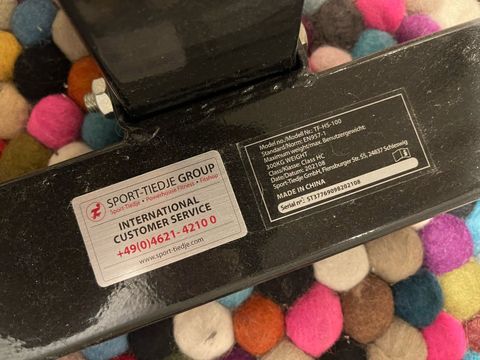 SPORT-TIEDJE GROUP
Sport-Tiedje • Powerhouse Fitness • Fitshop
INTERNATIONAL
CUSTOMER SERVICE
+49(0)4621- 4210 0
www.sport-tiedje.com
Model no./Modell Nr.: TF-HS-100
Standard/Norm: EN957-1
Maximum weight/max. Benutzergewicht:
300KG WEIGHT
Class/Klasse: Class HC
Date/Datum: 202108
Sport-Tiedje GmbH, Flensburger Str. 55, 24837 Schleswig
MADE IN CHINA
Serial n°: ST37769098202108